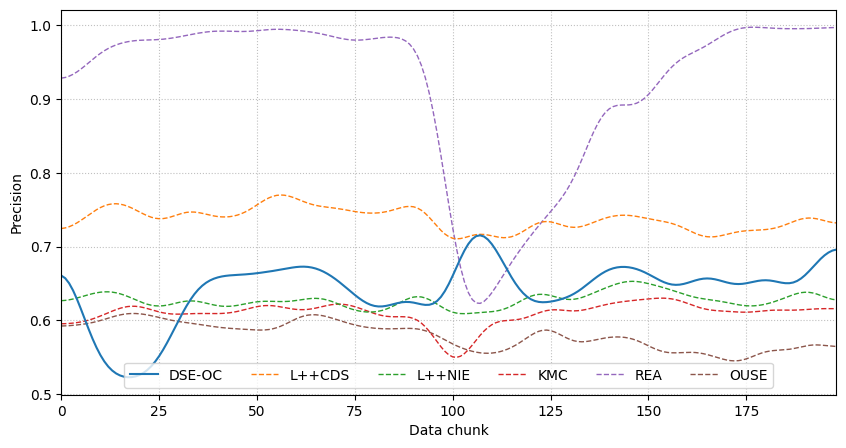 1.0
0.9
0.8
0.7
0.6
0.5
Precision
0 25 50 75 100 125 150 175
Data chunk
DSE-OC L++CDS L++NIE KMC REA OUSE